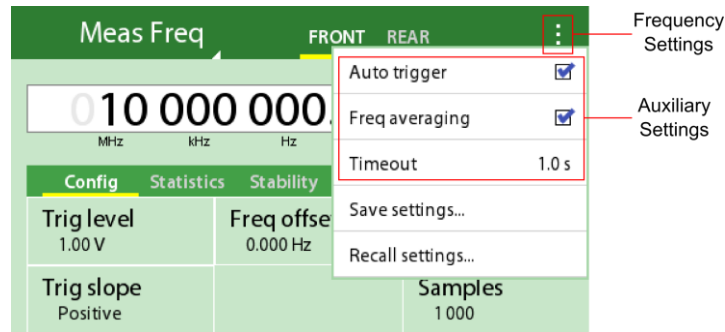 Meas Freq
FRONT REAR
Frequency
Settings
Auto trigger
010 000 000.
MHz kHz Hz
Freq averaging
Auxiliary
Settings
Timeout 1.0 s
Config Statistics Stability
Trig level
1.00 V
Freq offse
0.000 Hz
Save settings...
Recall settings...
Trig slope
Positive
Samples
1 000